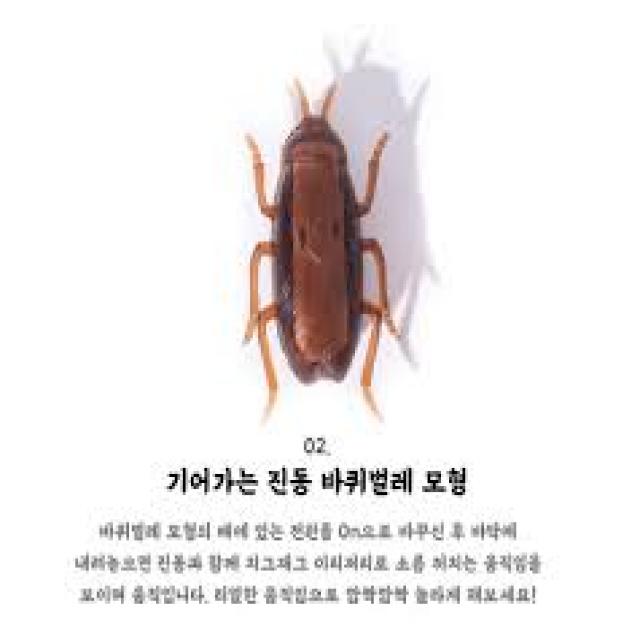 02.
기어가는 진동 바퀴벌레 모형
바퀴벌레 모형의 배에 있는 전원을 On으로 바꾸신 후 바닥에
내려놓으면 진동과 함께 지그재그 이리저리로 소름 끼치는 움직임을
보이며 움직입니다. 리얼한 움직임으로 깜짝깜짝 놀라게 해보세요!